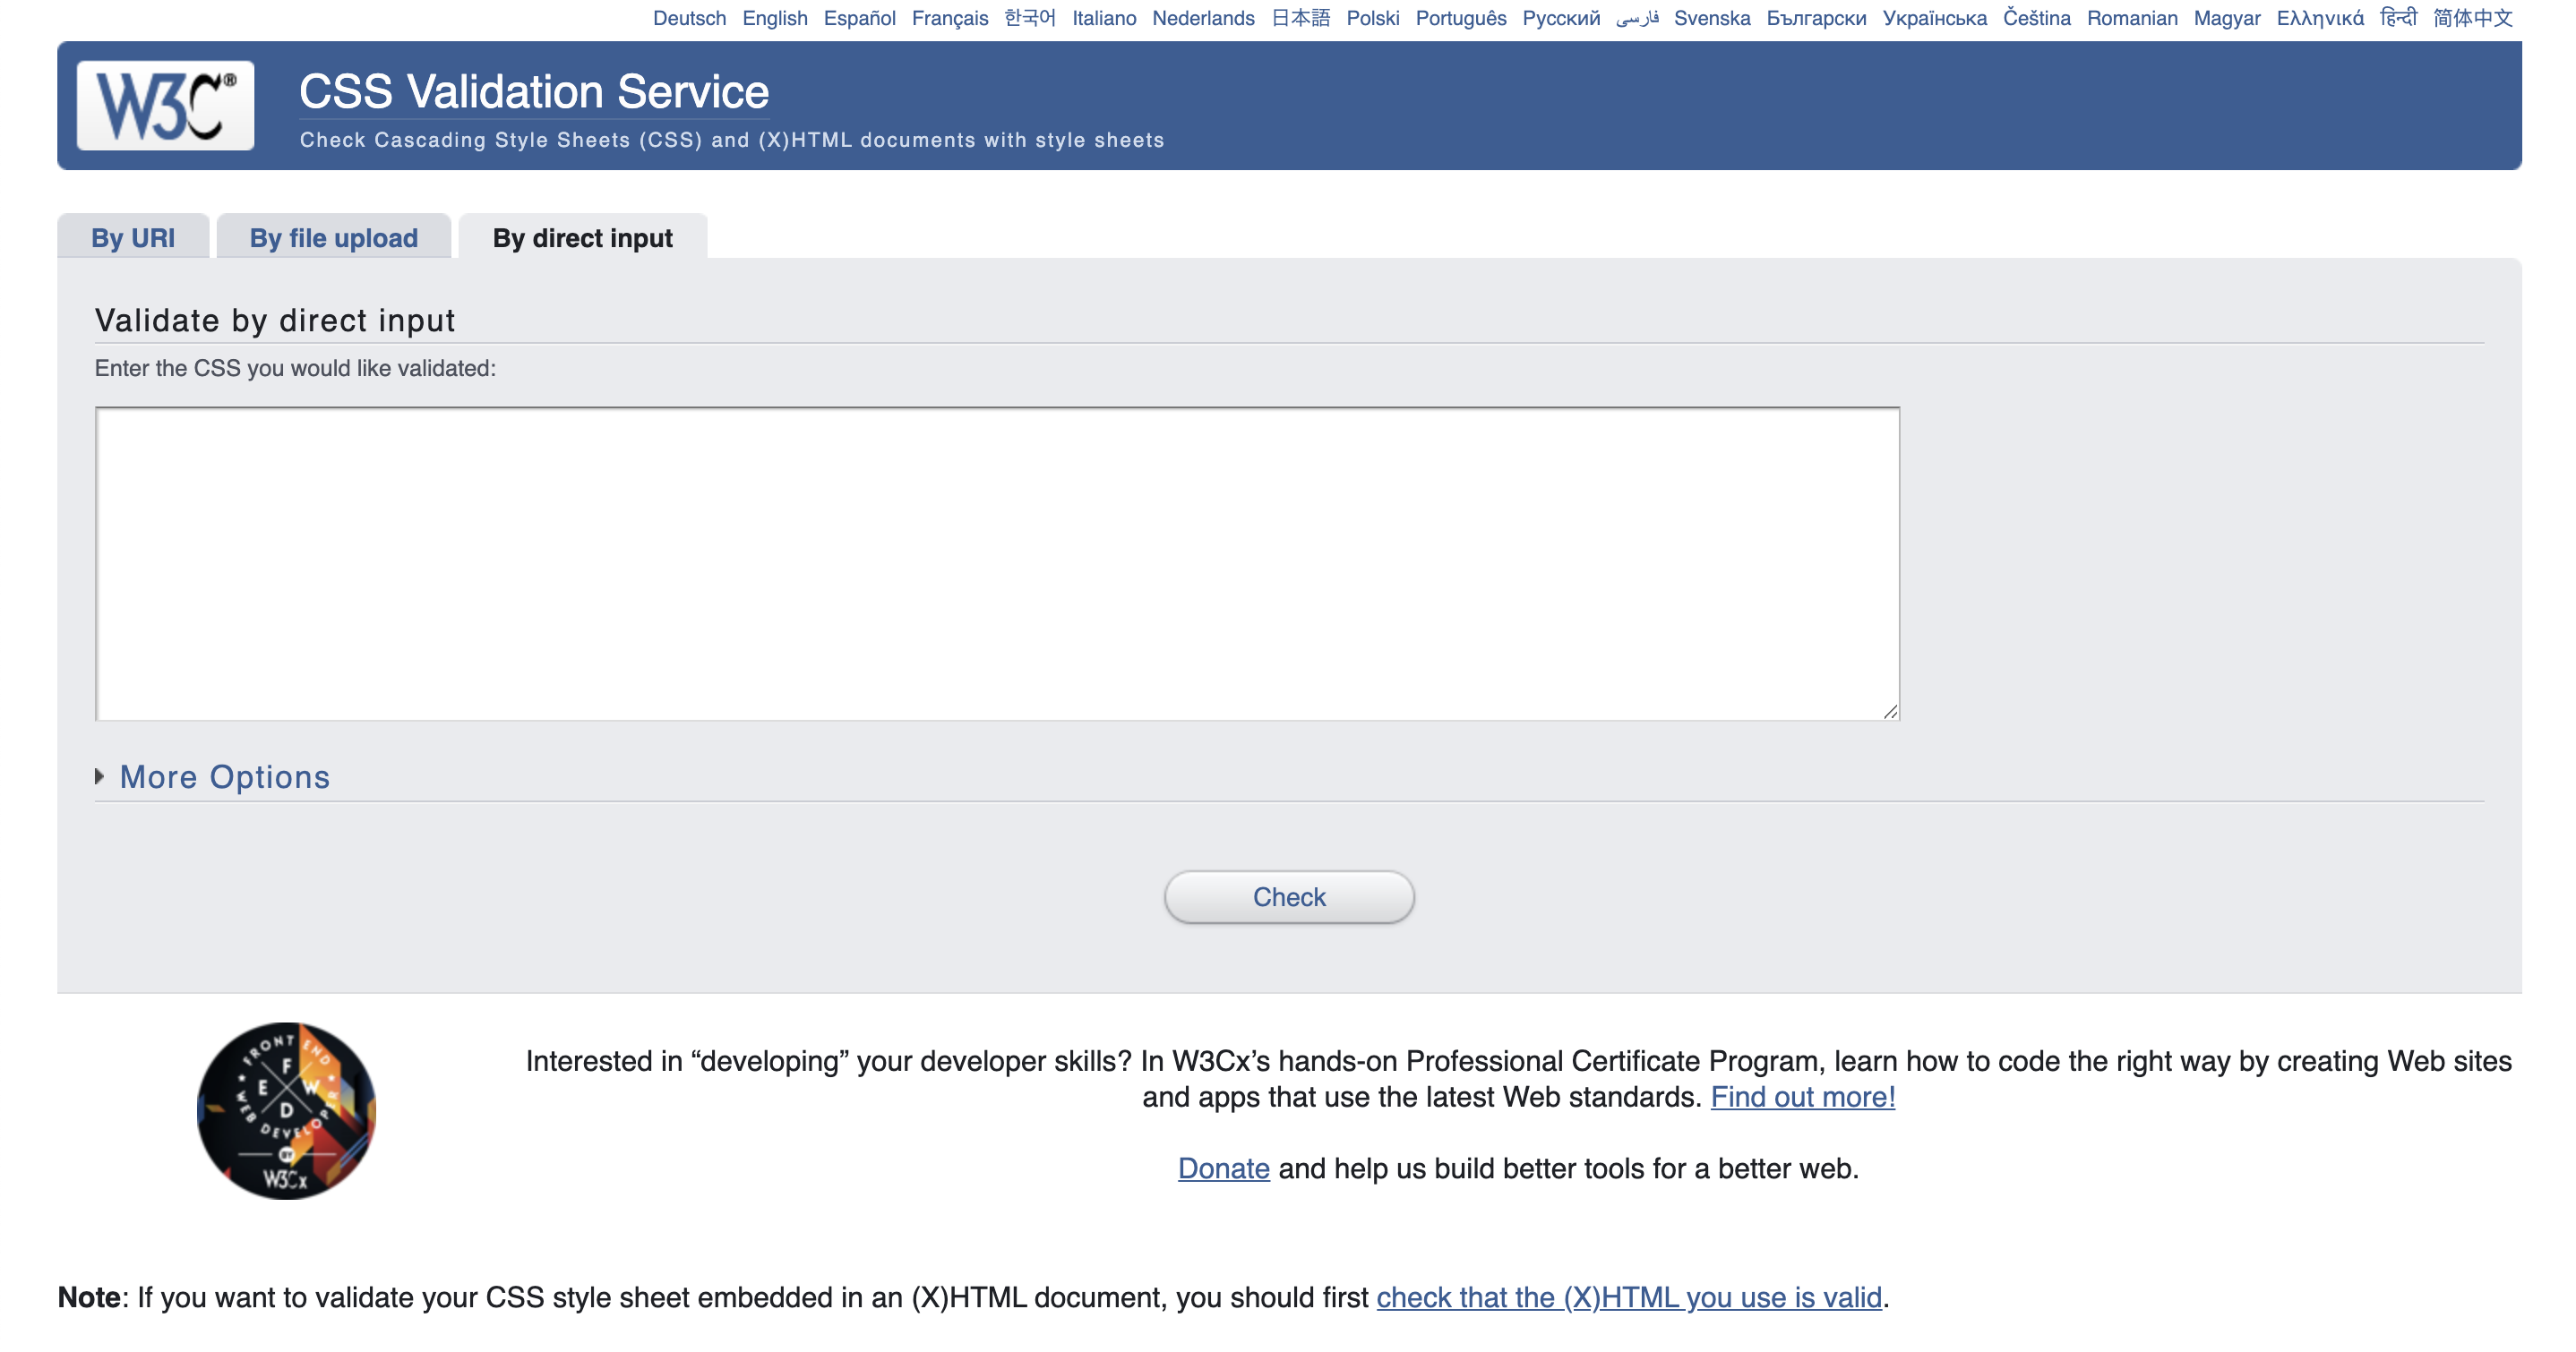 Deutsch English Español Français 한국어 Italiano Nederlands 日本語 Polski Português Русский فارسی Svenska Български Українська Čeština Romanian Magyar Ελληνικά हिन्दी 简体中文
W3C®
CSS Validation Service
Check Cascading Style Sheets (CSS) and (X)HTML documents with style sheets
By URI By file upload By direct input
Validate by direct input
Enter the CSS you would like validated:
More Options
Check
FRONT END
WEB DEVELOPER
F
E W
D
BY
W3Cx
Interested in “developing” your developer skills? In W3Cx’s hands-on Professional Certificate Program, learn how to code the right way by creating Web sites
and apps that use the latest Web standards. Find out more!
Donate and help us build better tools for a better web.
Note: If you want to validate your CSS style sheet embedded in an (X)HTML document, you should first check that the (X)HTML you use is valid.